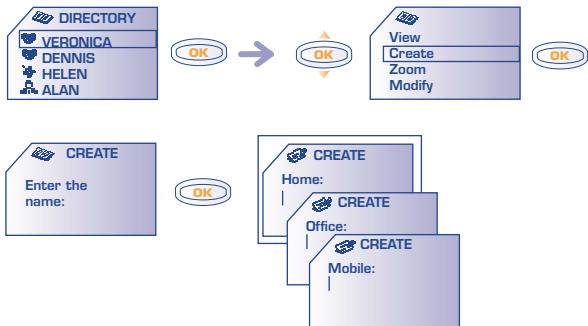 DIRECTORY
VERONICA
DENNIS
HELEN
ALAN
OK
OK
View
Create
Zoom
Modify
OK
CREATE
Enter the
name:
OK
CREATE
Home:
CREATE
Office:
CREATE
Mobile: